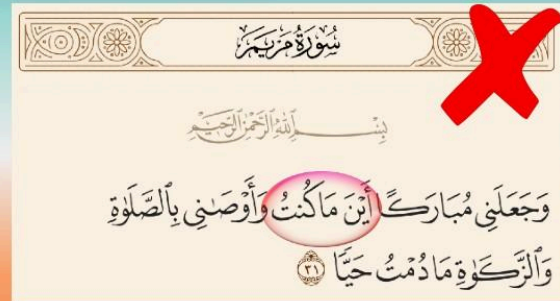 سُورَةُ مَرْيَمَ
بِسْمِ ٱللَّهِ ٱلرَّحْمَٰنِ ٱلرَّحِيمِ
وَجَعَلَنِى مُبَارَكًا أَيْنَ مَا كُنتُ وَأَوْصَٰنِى بِٱلصَّلَوٰةِ
وَٱلزَّكَوٰةِ مَا دُمْتُ حَيًّا ٣١